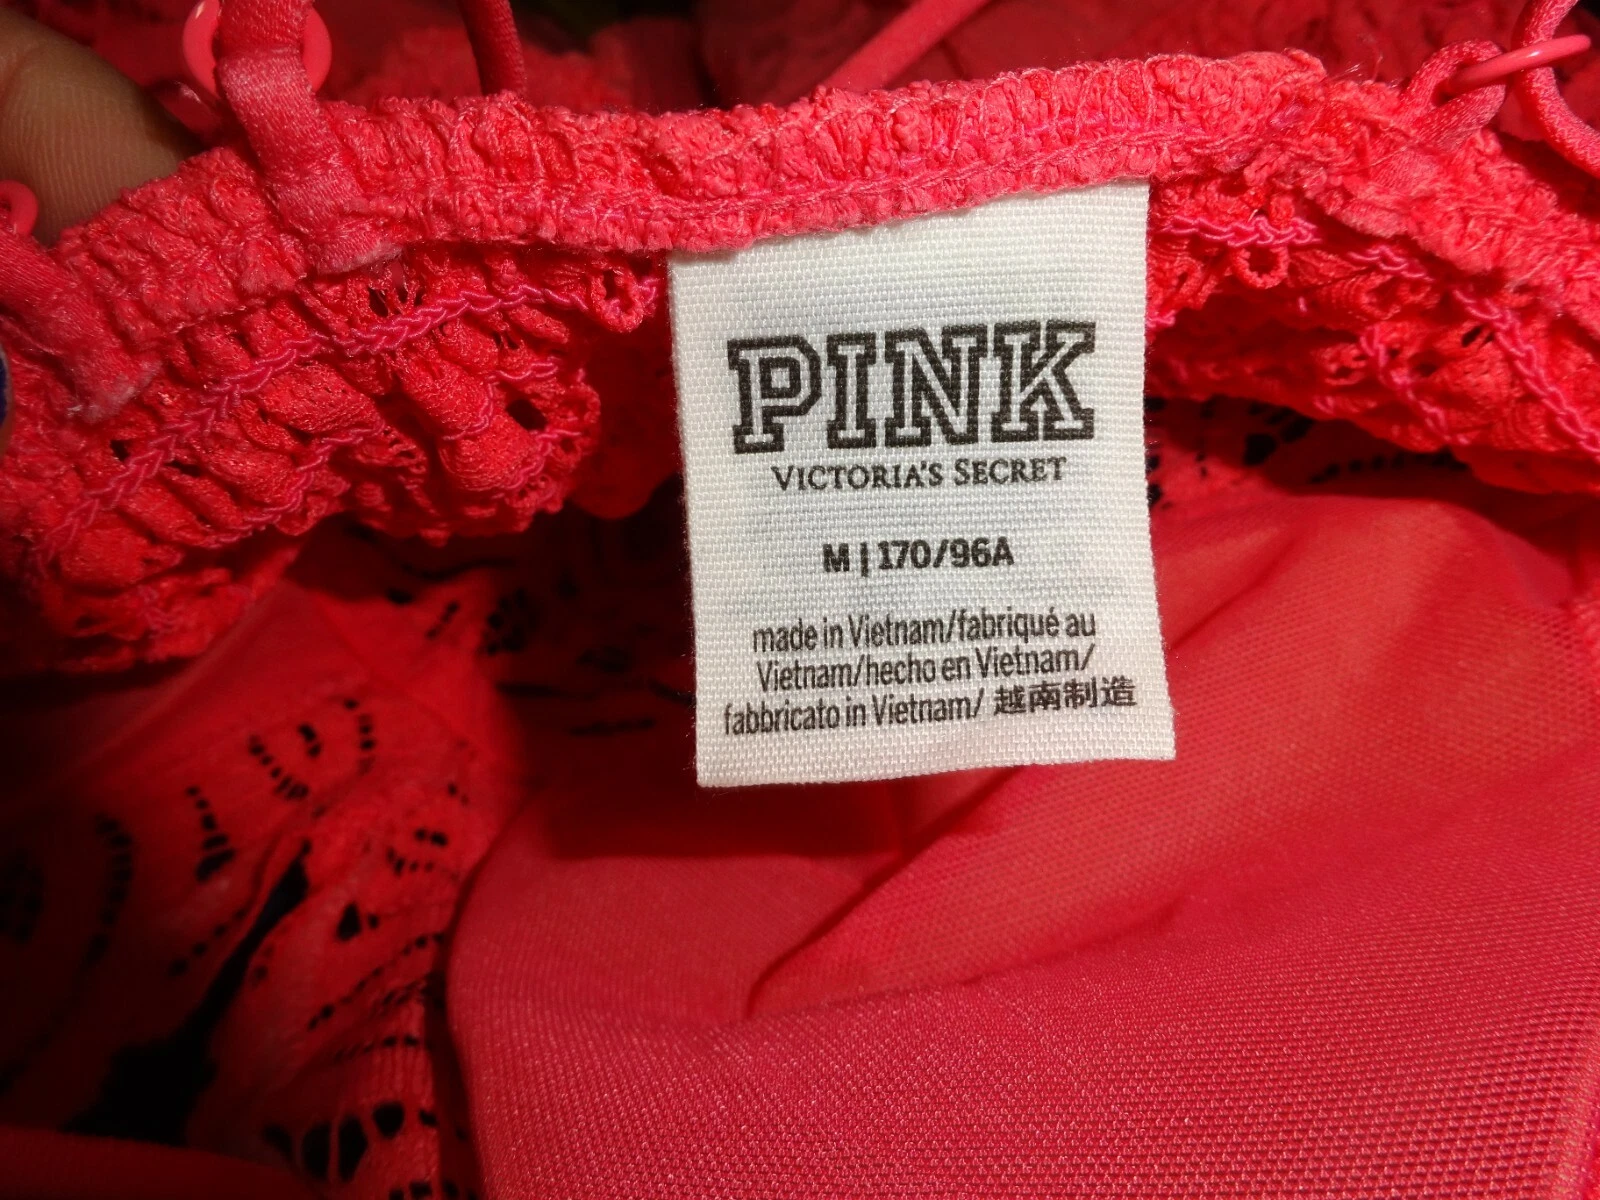 PINK
VICTORIA'S SECRET
M | 170/96A
made in Vietnam/fabriqué au
Vietnam/hecho en Vietnam/
fabbricato in Vietnam/ 越南制造